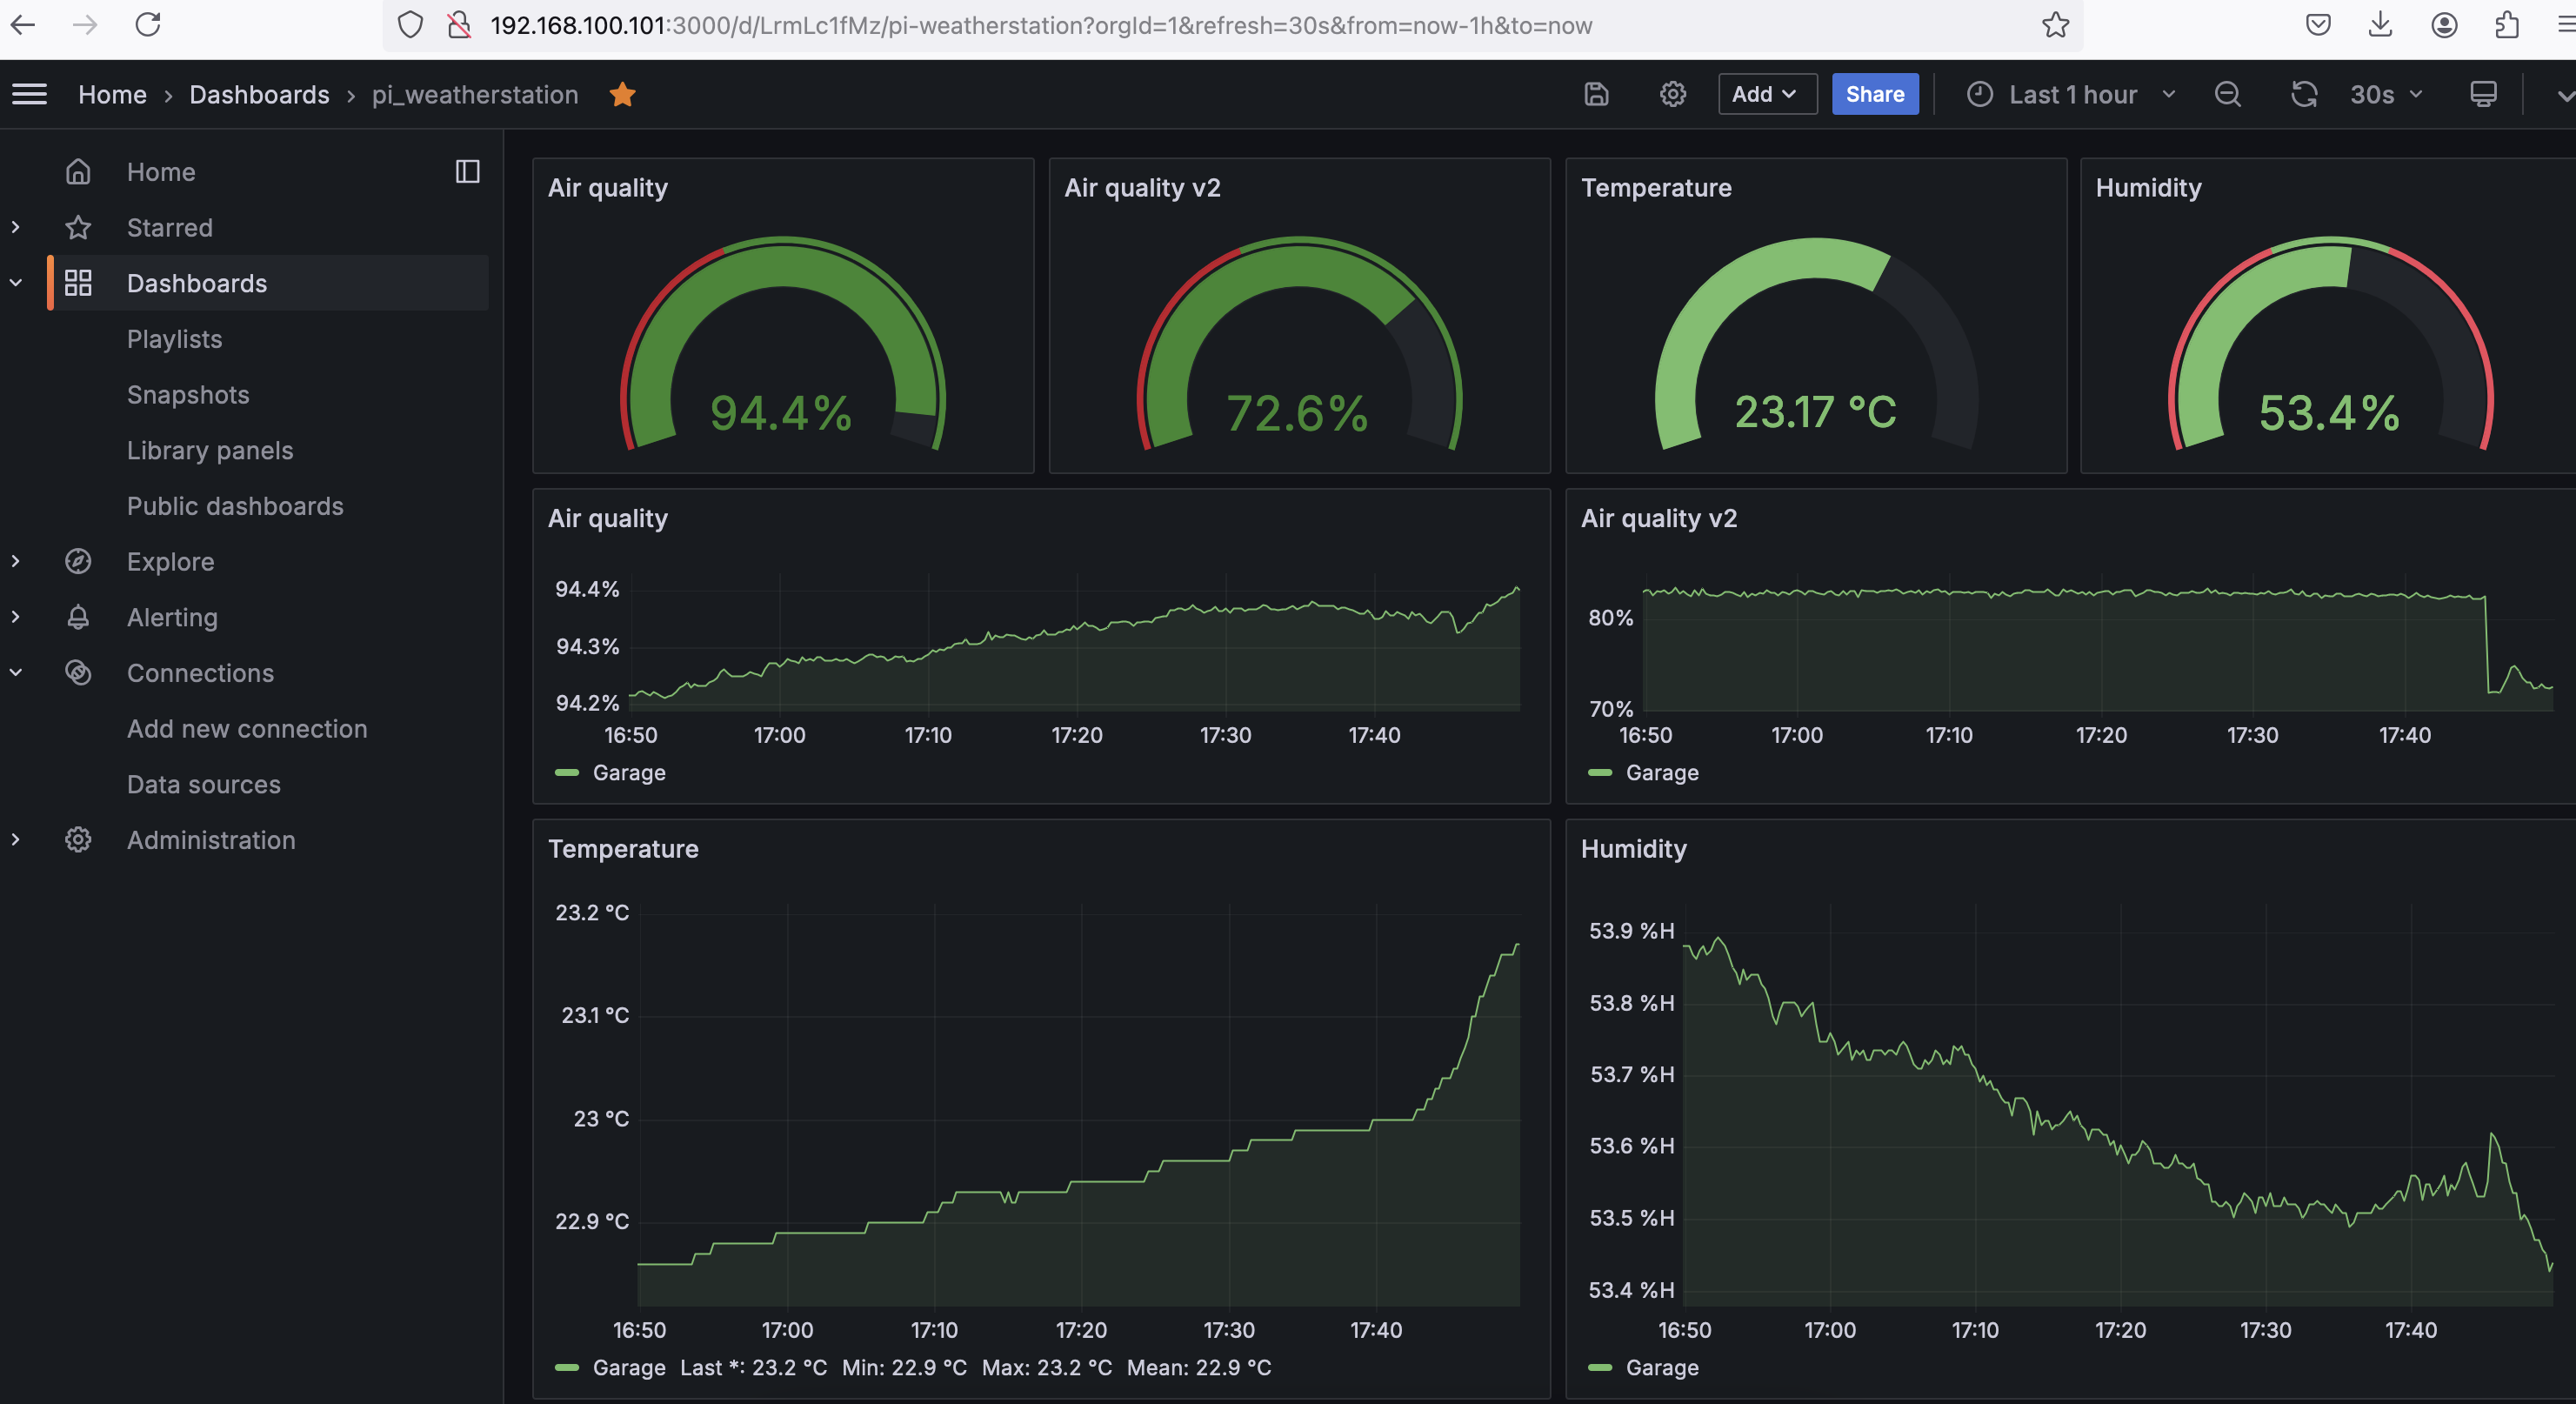 192.168.100.101:3000/d/LrmLc1fMz/pi-weatherstation?orgId=1&refresh=30s&from=now-1h&to=now
Home › Dashboards › pi_weatherstation
Add
Share
Last 1 hour
30s
Home
Starred
Dashboards
Playlists
Snapshots
Library panels
Public dashboards
Explore
Alerting
Connections
Add new connection
Data sources
Administration
Air quality
94.4%
Air quality v2
72.6%
Temperature
23.17 °C
Humidity
53.4%
Air quality
94.4%
94.3%
94.2%
16:50 17:00 17:10 17:20 17:30 17:40
Garage
Air quality v2
80%
70%
16:50 17:00 17:10 17:20 17:30 17:40
Garage
Temperature
23.2 °C
23.1 °C
23 °C
22.9 °C
16:50 17:00 17:10 17:20 17:30 17:40
Garage Last *: 23.2 °C Min: 22.9 °C Max: 23.2 °C Mean: 22.9 °C
Humidity
53.9 %H
53.8 %H
53.7 %H
53.6 %H
53.5 %H
53.4 %H
16:50 17:00 17:10 17:20 17:30 17:40
Garage